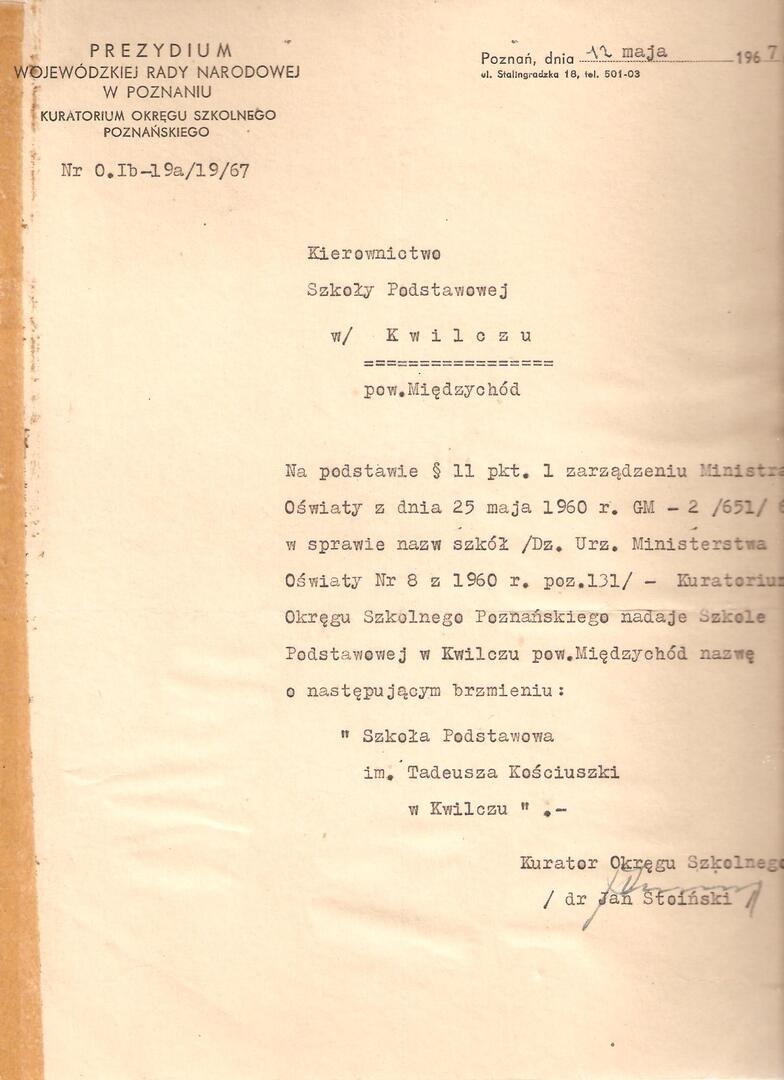 PREZYDIUM
WOJEWÓDZKIEJ RADY NARODOWEJ
W POZNANIU
KURATORIUM OKRĘGU SZKOLNEGO
POZNAŃSKIEGO
Nr O.Ib-19a/19/67
Poznań, dnia 12 maja 1967
ul. Stalingradzka 18, tel. 501-03
Kierownictwo
Szkoły Podstawowej
w/ K w i l c z u
=================
pow.Międzychód
Na podstawie § 11 pkt. 1 zarządzeniu Ministra
Oświaty z dnia 25 maja 1960 r. GM - 2 /651/
w sprawie nazw szkół /Dz. Urz. Ministerstwa
Oświaty Nr 8 z 1960 r. poz.131/ - Kuratorium
Okręgu Szkolnego Poznańskiego nadaje Szkole
Podstawowej w Kwilczu pow.Międzychód nazwę
o następującym brzmieniu:
" Szkoła Podstawowa
im. Tadeusza Kościuszki
w Kwilczu " .-
Kurator Okręgu Szkolnego
/ dr Jan Stoiński /